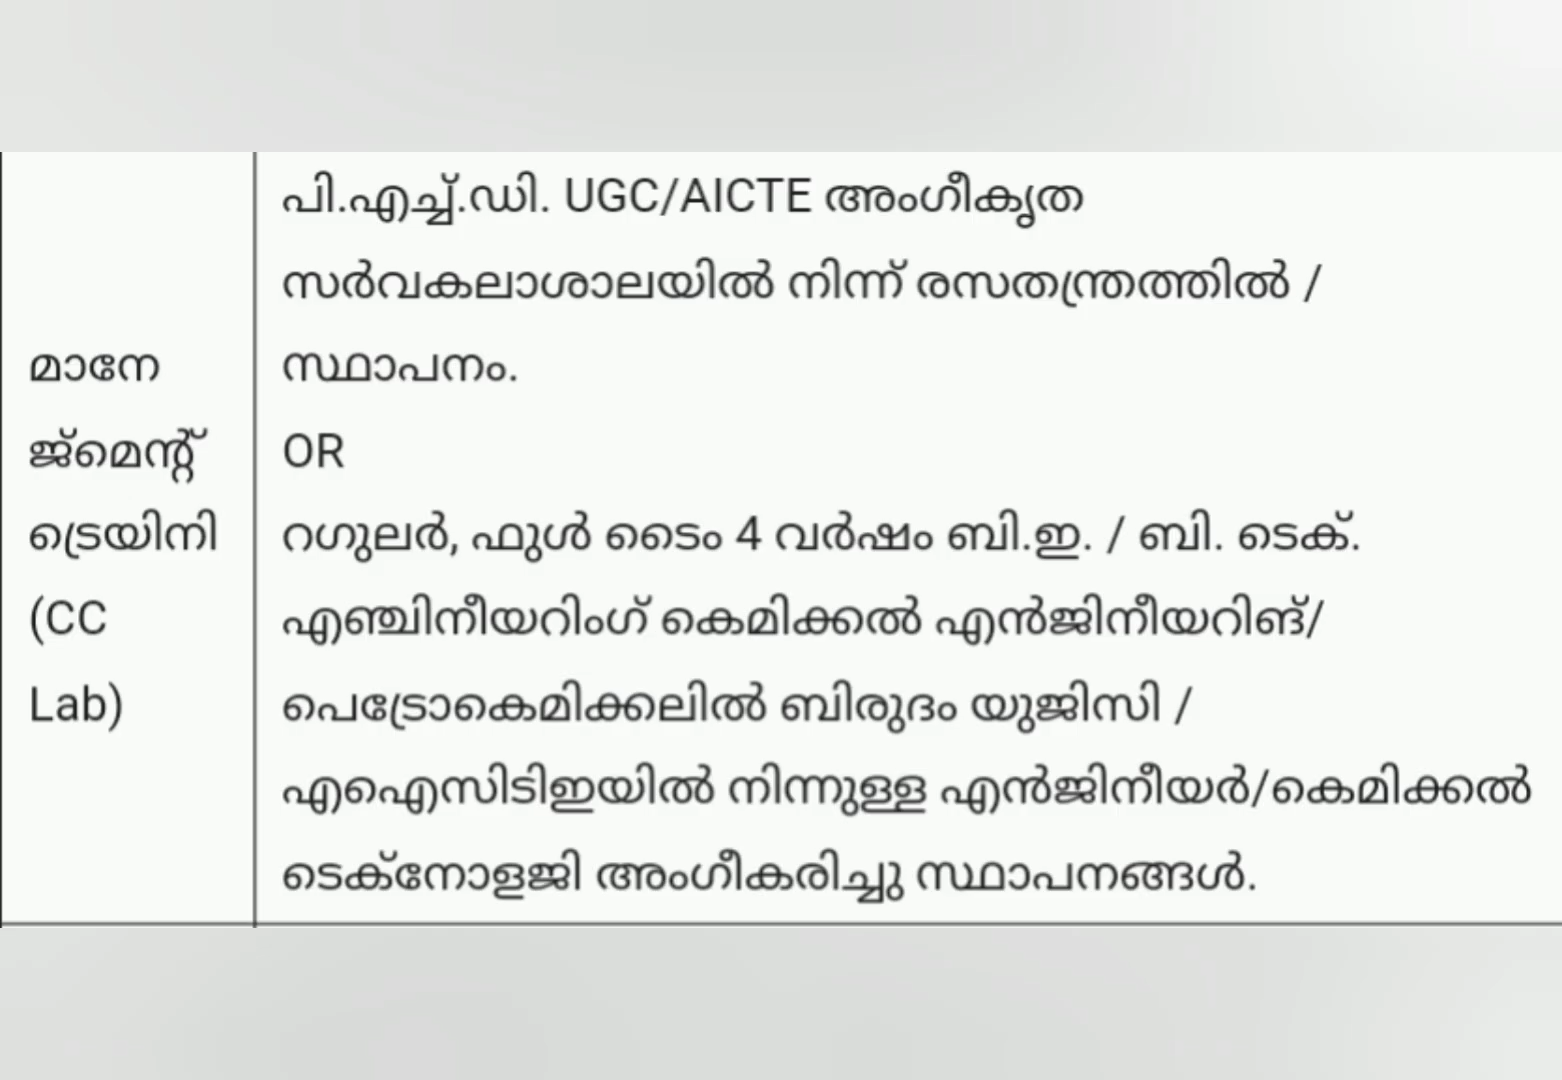 പി.എച്ച്.ഡി. UGC/AICTE അംഗീകൃത
സർവകലാശാലയിൽ നിന്ന് രസതന്ത്രത്തിൽ /
സ്ഥാപനം.
OR
മാനേ
ജ്മെന്റ്
ട്രെയിനി
(CC
Lab)
റഗുലർ, ഫുൾ ടൈം 4 വർഷം ബി.ഇ. / ബി. ടെക്.
എഞ്ചിനീയറിംഗ് കെമിക്കൽ എൻജിനീയറിങ്/
പെട്രോകെമിക്കലിൽ ബിരുദം യുജിസി /
എഐസിടിഇയിൽ നിന്നുള്ള എൻജിനീയർ/കെമിക്കൽ
ടെക്നോളജി അംഗീകരിച്ചു സ്ഥാപനങ്ങൾ.